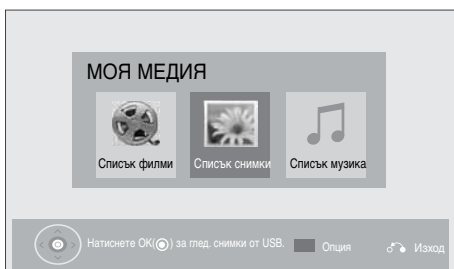 МОЯ МЕДИЯ
Списък филми Списък снимки Списък музика
Натиснете OK(◉) за глед. снимки от USB. Опция Изход